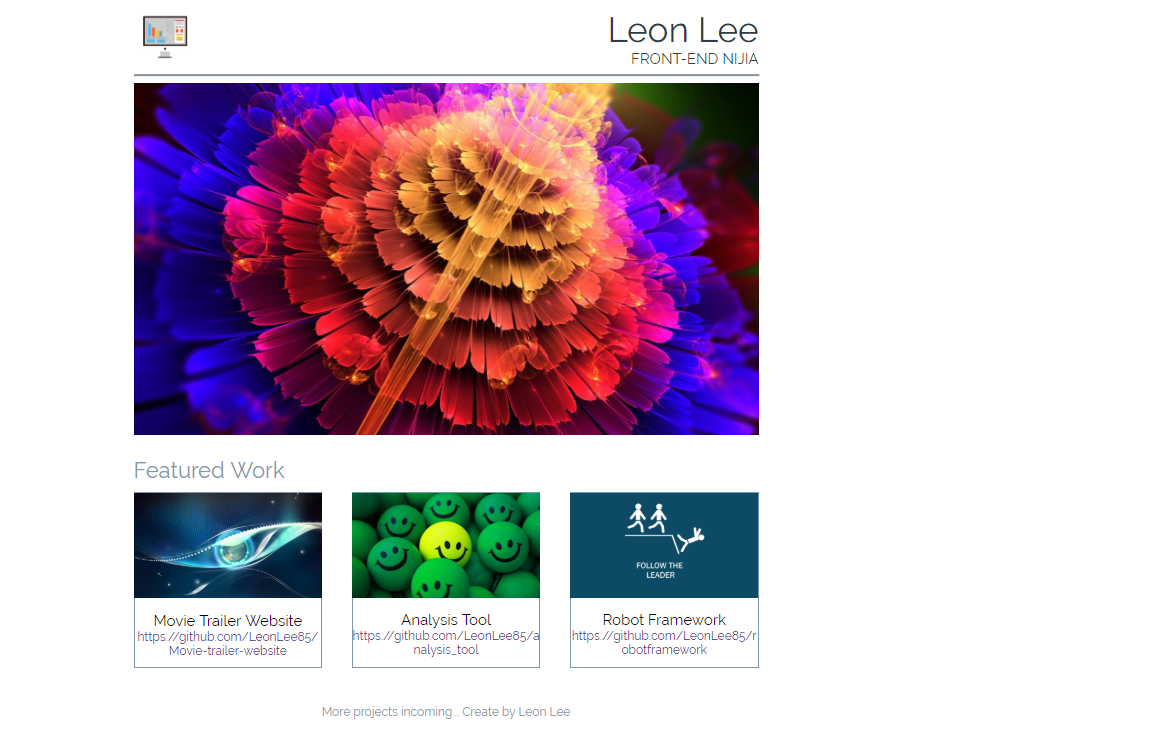 Leon Lee
FRONT-END NIJIA
Featured Work
FOLLOW THE
LEADER
Movie Trailer Website
https://github.com/LeonLee85/
Movie-trailer-website
Analysis Tool
https://github.com/LeonLee85/a
nalysis_tool
Robot Framework
https://github.com/LeonLee85/r
obotframework
More projects incoming... Create by Leon Lee